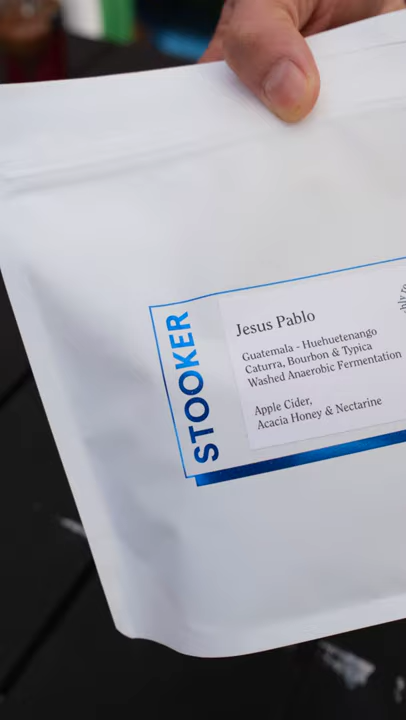 STOOKER
Jesus Pablo
Guatemala - Huehuetenango
Caturra, Bourbon & Typica
Washed Anaerobic Fermentation
Apple Cider,
Acacia Honey & Nectarine